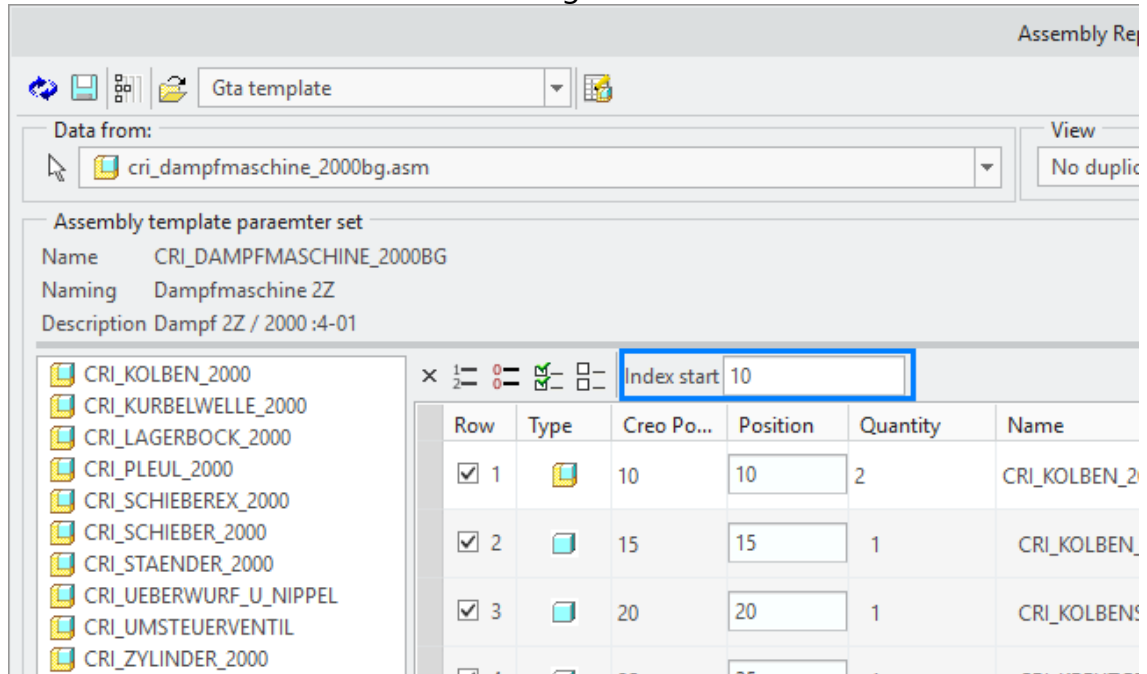 Assembly Re
Gta template
Data from:
View
cri_dampfmaschine_2000bg.asm
No duplic
Assembly template paraemter set
Name CRI_DAMPFMASCHINE_2000BG
Naming Dampfmaschine 2Z
Description Dampf 2Z / 2000 :4-01
CRI_KOLBEN_2000
CRI_KURBELWELLE_2000
CRI_LAGERBOCK_2000
CRI_PLEUL_2000
CRI_SCHIEBEREX_2000
CRI_SCHIEBER_2000
CRI_STAENDER_2000
CRI_UEBERWURF_U_NIPPEL
CRI_UMSTEUERVENTIL
CRI_ZYLINDER_2000
Index start 10
Row Type Creo Po... Position Quantity Name
1 10 10 2 CRI_KOLBEN_2
2 15 15 1 CRI_KOLBEN_
3 20 20 1 CRI_KOLBENS